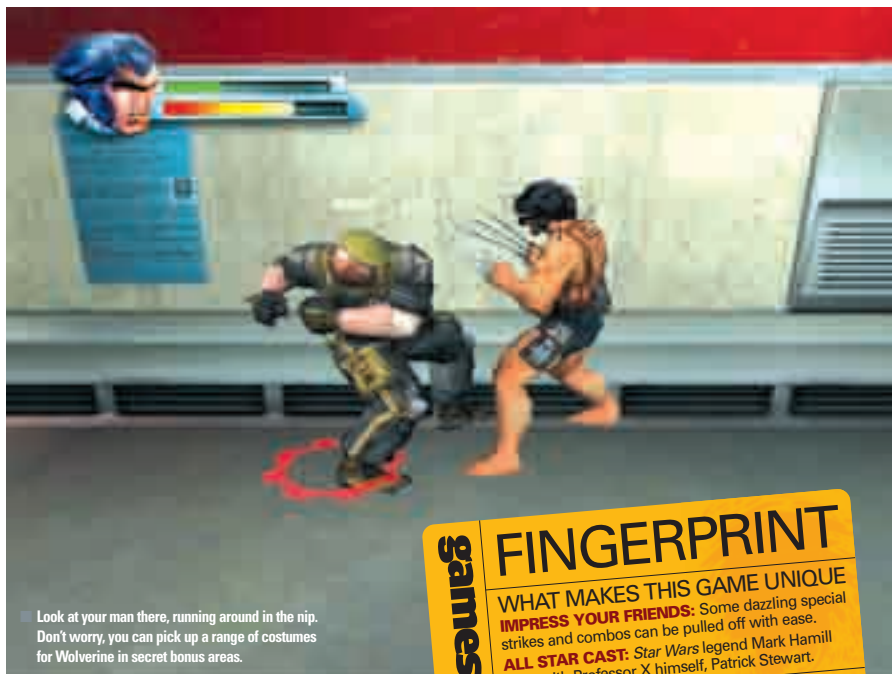 Look at your man there, running around in the nip.
Don't worry, you can pick up a range of costumes
for Wolverine in secret bonus areas.
games
FINGERPRINT
WHAT MAKES THIS GAME UNIQUE
IMPRESS YOUR FRIENDS: Some dazzling special
strikes and combos can be pulled off with ease.
ALL STAR CAST: Star Wars legend Mark Hamill
Professor X himself, Patrick Stewart.